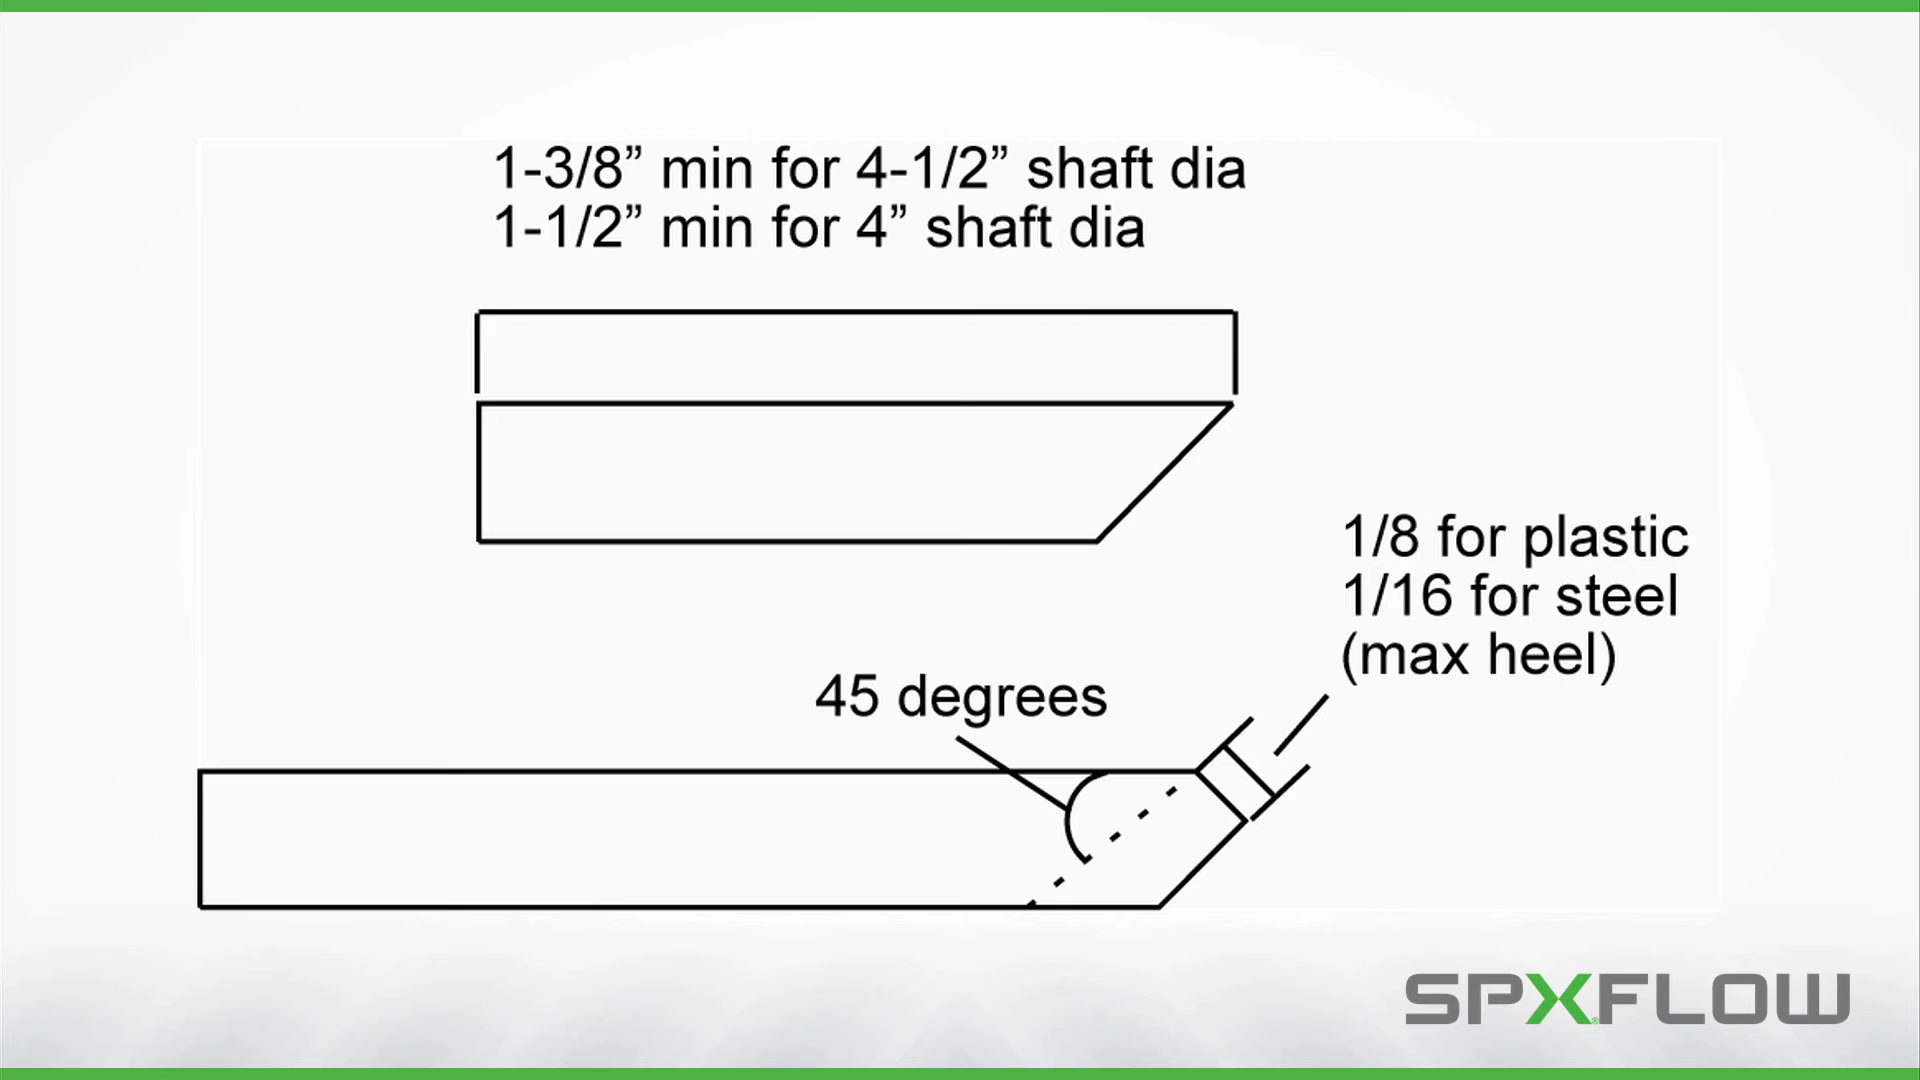 1-3/8” min for 4-1/2” shaft dia
1-1/2” min for 4” shaft dia
1/8 for plastic
1/16 for steel
(max heel)
45 degrees
SPXFLOW